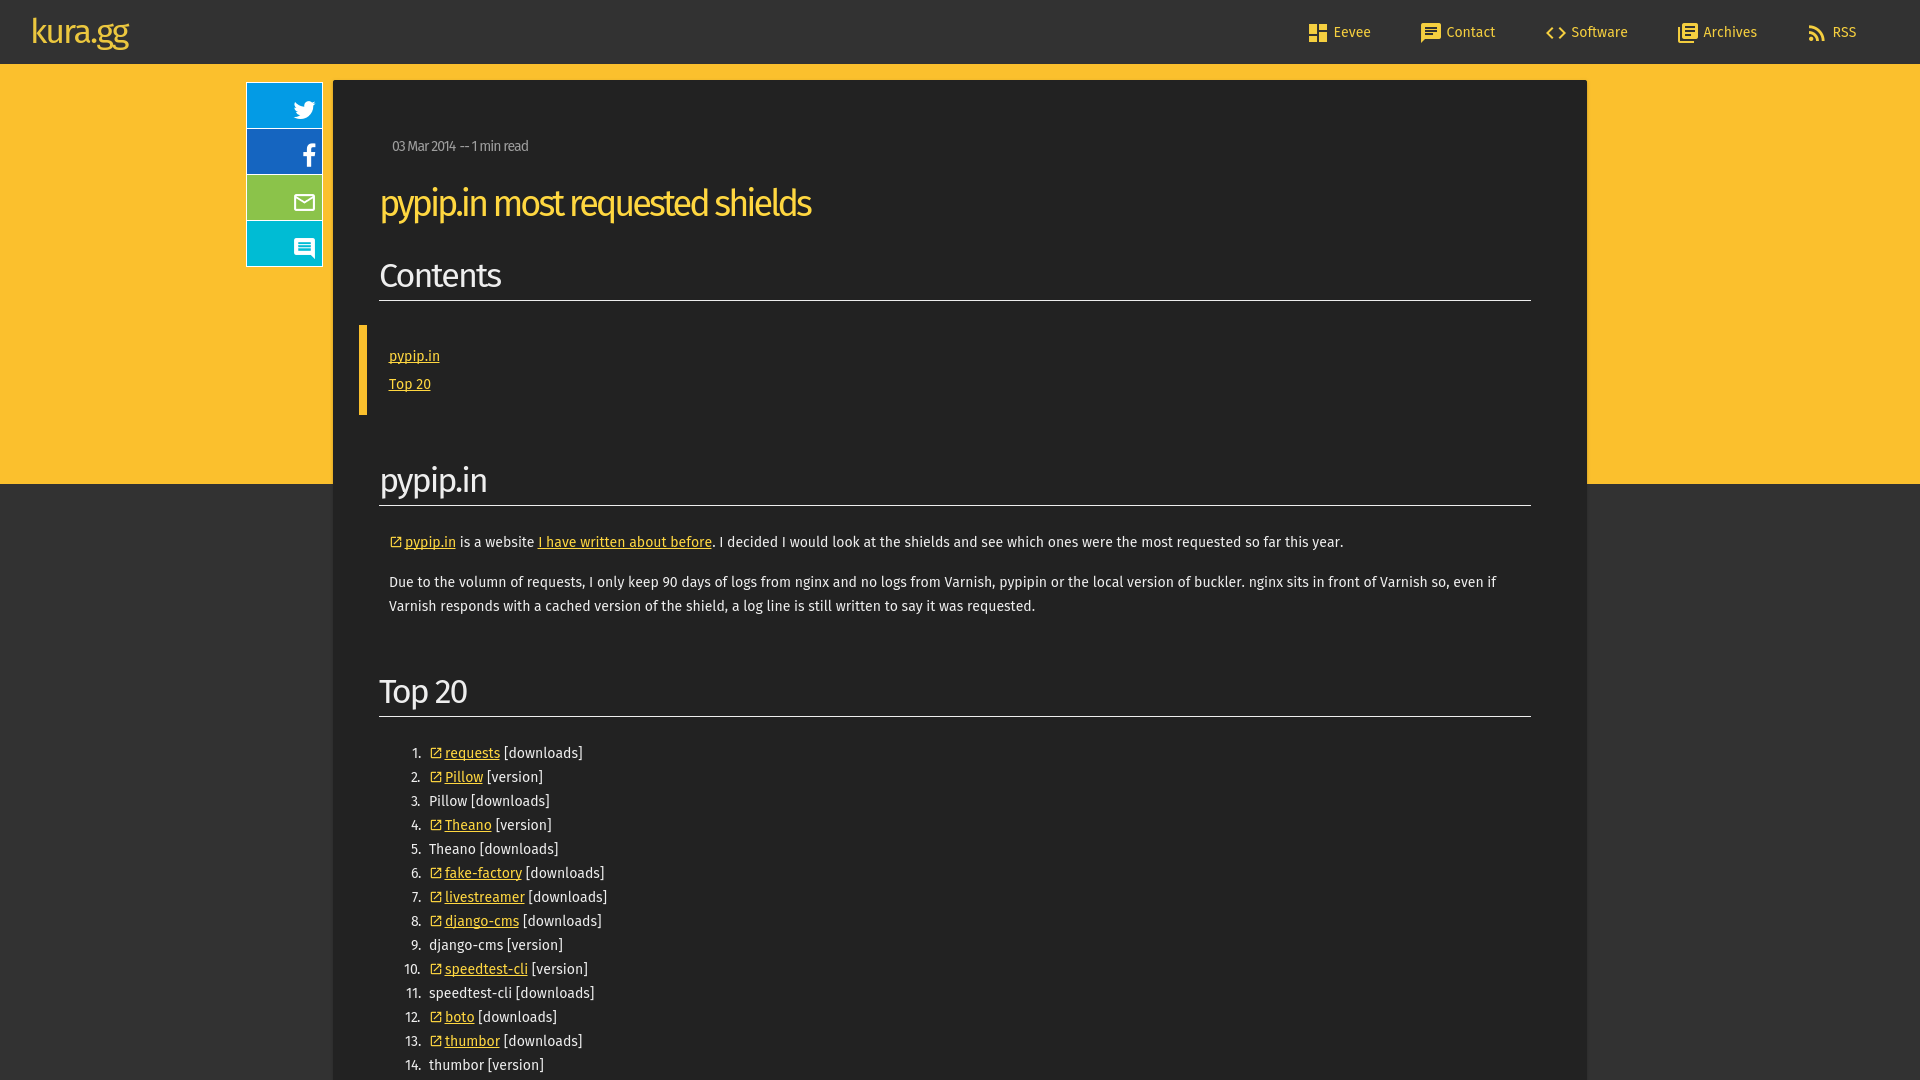 kura.gg
Eevee
Contact
Software
Archives
RSS
03 Mar 2014 -- 1 min read
pypip.in most requested shields
Contents
pypip.in
Top 20
pypip.in
pypip.in is a website I have written about before. I decided I would look at the shields and see which ones were the most requested so far this year.
Due to the volumn of requests, I only keep 90 days of logs from nginx and no logs from Varnish, pypipin or the local version of buckler. nginx sits in front of Varnish so, even if
Varnish responds with a cached version of the shield, a log line is still written to say it was requested.
Top 20
1. requests [downloads]
2. Pillow [version]
3. Pillow [downloads]
4. Theano [version]
5. Theano [downloads]
6. fake-factory [downloads]
7. livestreamer [downloads]
8. django-cms [downloads]
9. django-cms [version]
10. speedtest-cli [version]
11. speedtest-cli [downloads]
12. boto [downloads]
13. thumbor [downloads]
14. thumbor [version]